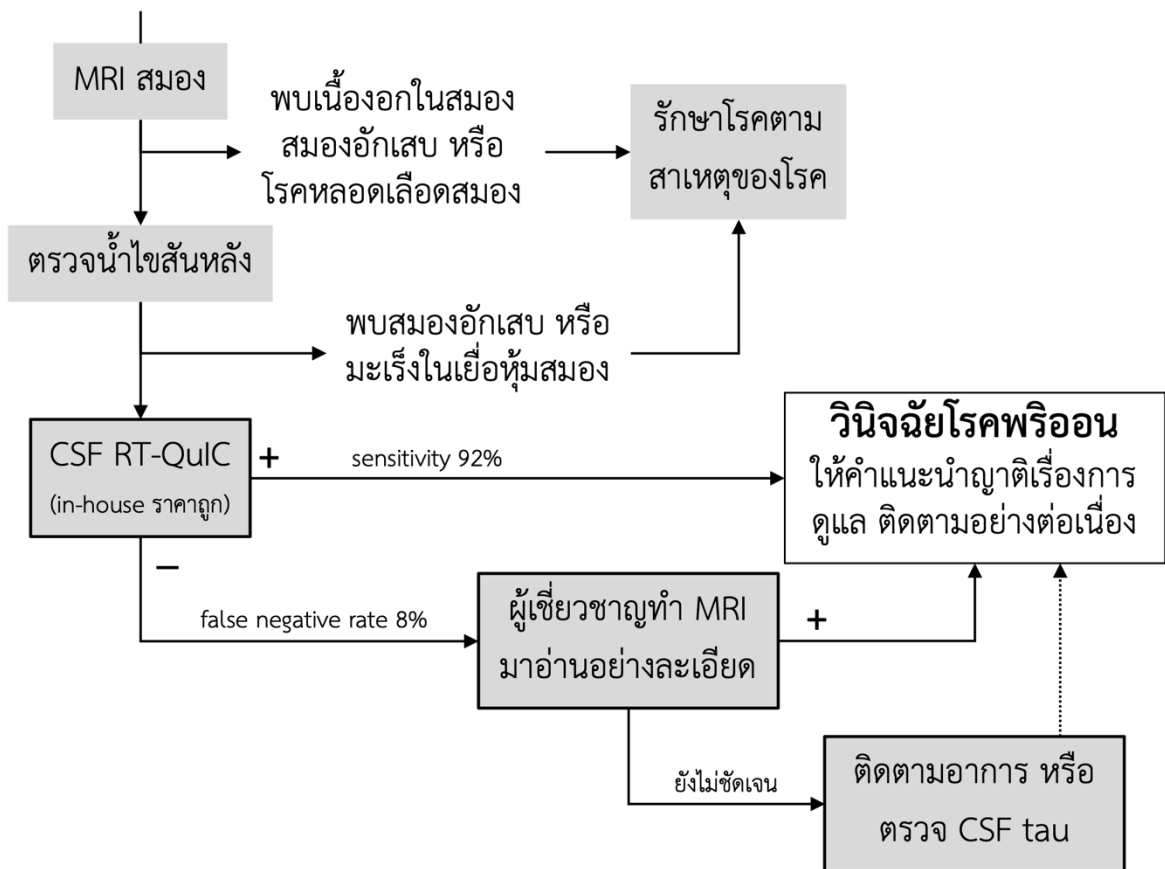 MRI สมอง
พบเนื้องอกในสมอง
สมองอักเสบ หรือ
โรคหลอดเลือดสมอง
รักษาโรคตาม
สาเหตุของโรค
ตรวจน้ำไขสันหลัง
พบสมองอักเสบ หรือ
มะเร็งในเยื่อหุ้มสมอง
CSF RT-QuIC
(in-house ราคาถูก)
+
sensitivity 92%
วินิจฉัยโรคพริออน
ให้คำแนะนำญาติเรื่องการ
ดูแล ติดตามอย่างต่อเนื่อง
−
false negative rate 8%
ผู้เชี่ยวชาญทำ MRI
มาอ่านอย่างละเอียด
+
ยังไม่ชัดเจน
ติดตามอาการ หรือ
ตรวจ CSF tau